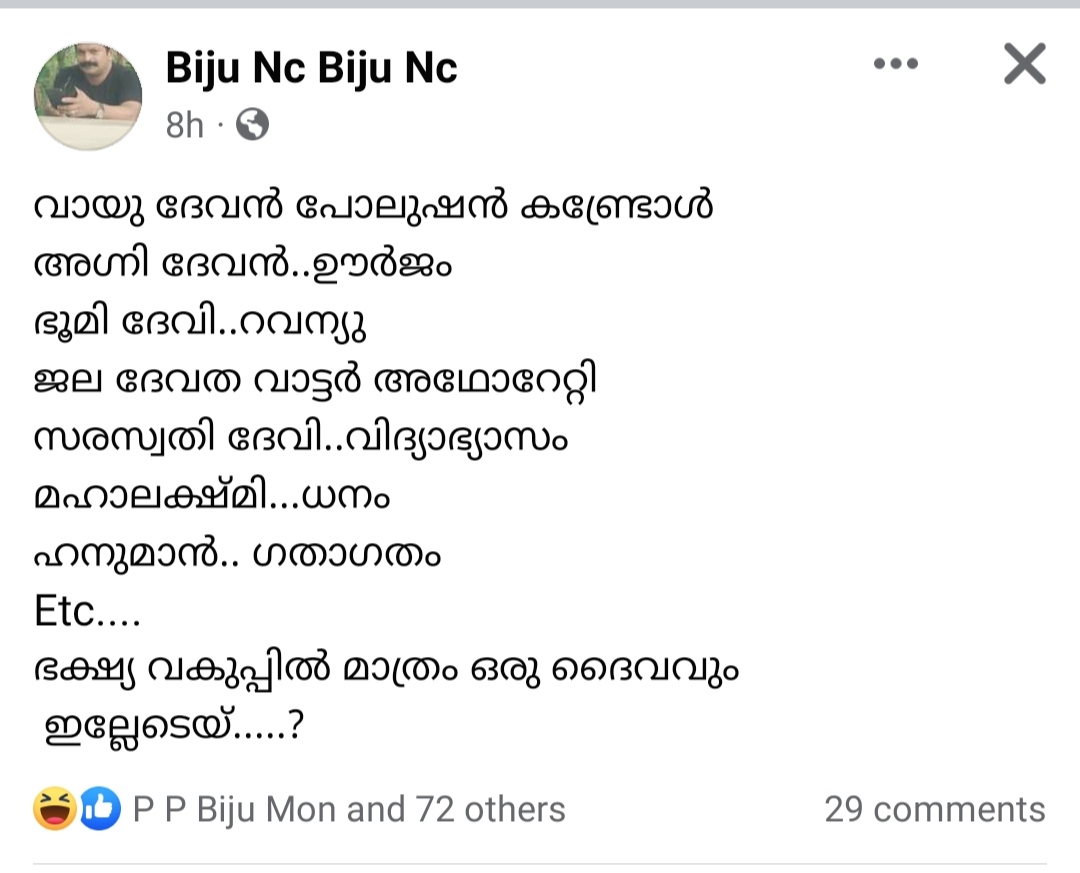 Biju Nc Biju Nc
8h ·
വായു ദേവൻ പോലുഷൻ കണ്ട്രോൾ
അഗ്നി ദേവൻ..ഊർജം
ഭൂമി ദേവി..റവന്യു
ജല ദേവത വാട്ടർ അഥോറേറ്റി
സരസ്വതി ദേവി..വിദ്യാഭ്യാസം
മഹാലക്ഷ്മി...ധനം
ഹനുമാൻ.. ഗതാഗതം
Etc....
ഭക്ഷ്യ വകുപ്പിൽ മാത്രം ഒരു ദൈവവും
ഇല്ലേടെയ്.....?
P P Biju Mon and 72 others 29 comments